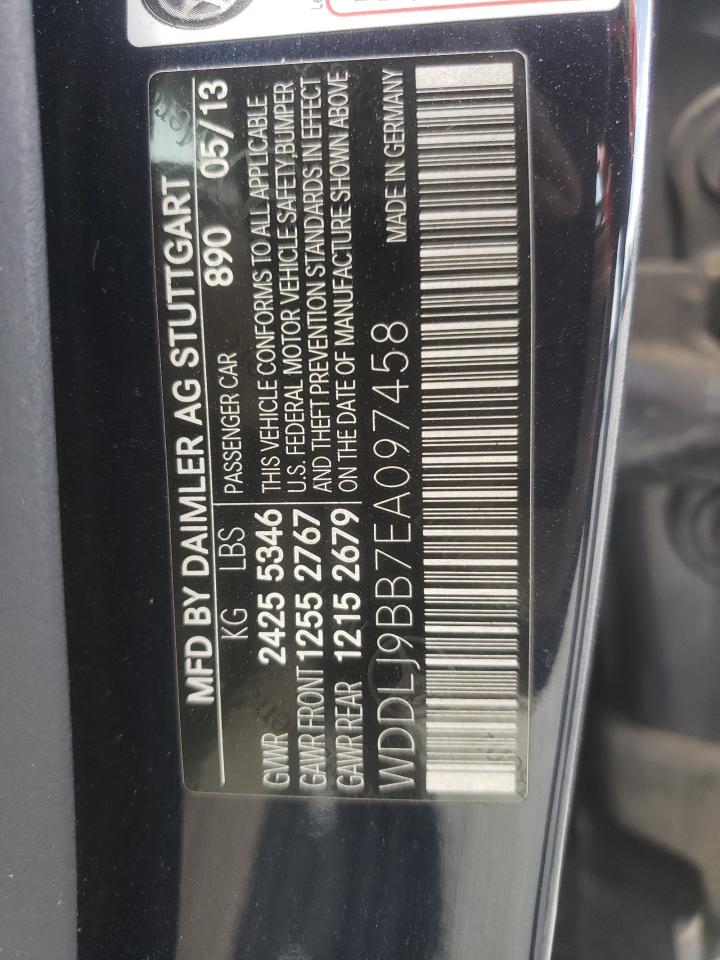 MFD BY DAIMLER AG STUTTGART
KG LBS 890 05/13
PASSENGER CAR
GVWR 2425 5346 THIS VEHICLE CONFORMS TO ALL APPLICABLE
GAWR FRONT 1255 2767 U.S. FEDERAL MOTOR VEHICLE SAFETY, BUMPER
AND THEFT PREVENTION STANDARDS IN EFFECT
GAWR REAR 1215 2679 ON THE DATE OF MANUFACTURE SHOWN ABOVE
WDDLJ9BB7EA097458 MADE IN GERMANY